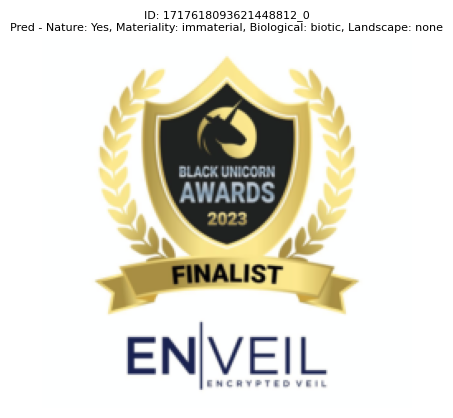 ID: 1717618093621448812_0
Pred - Nature: Yes, Materiality: immaterial, Biological: biotic, Landscape: none
BLACK UNICORN
AWARDS
2023
FINALIST
EN|VEIL
ENCRYPTED VEIL